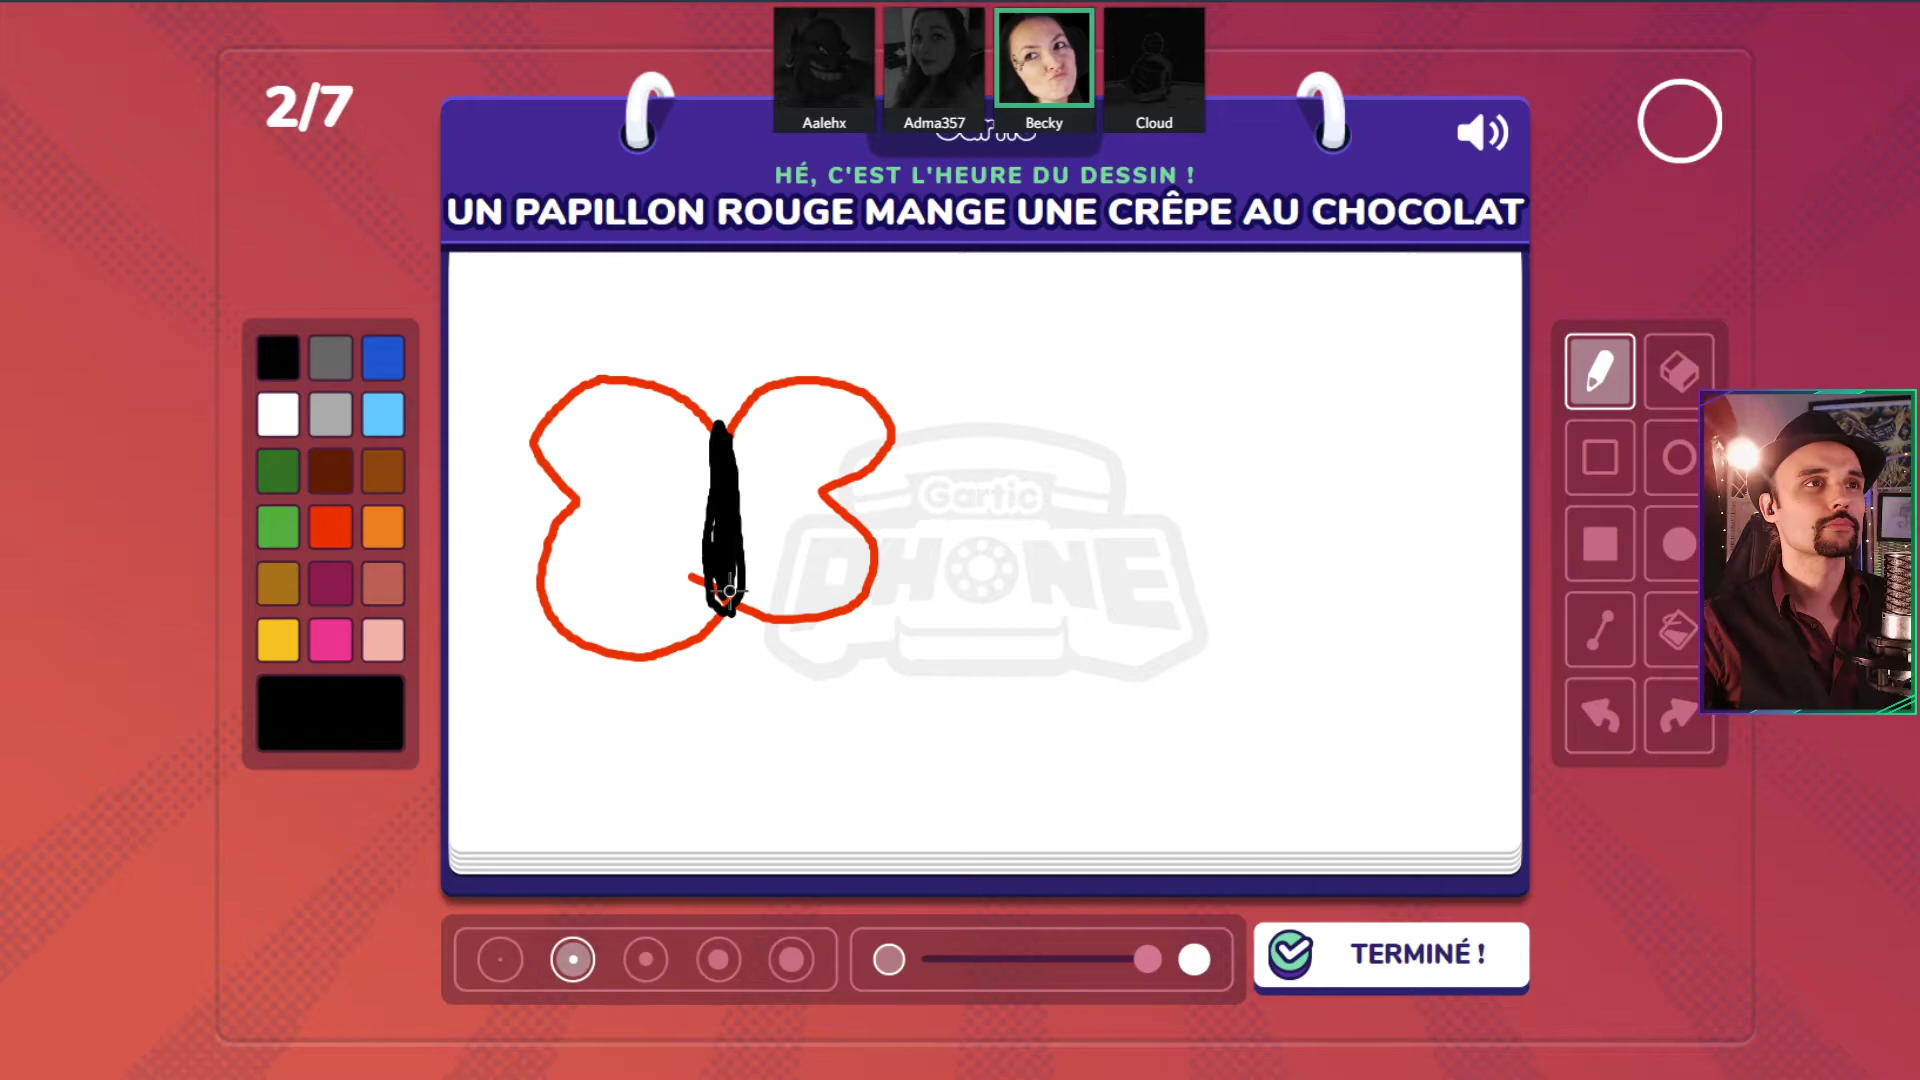 2/7
Aalehx
Adma357
Becky
Cloud
HÉ, C'EST L'HEURE DU DESSIN !
UN PAPILLON ROUGE MANGE UNE CRÊPE AU CHOCOLAT
Gartic
PHONE
TERMINÉ !